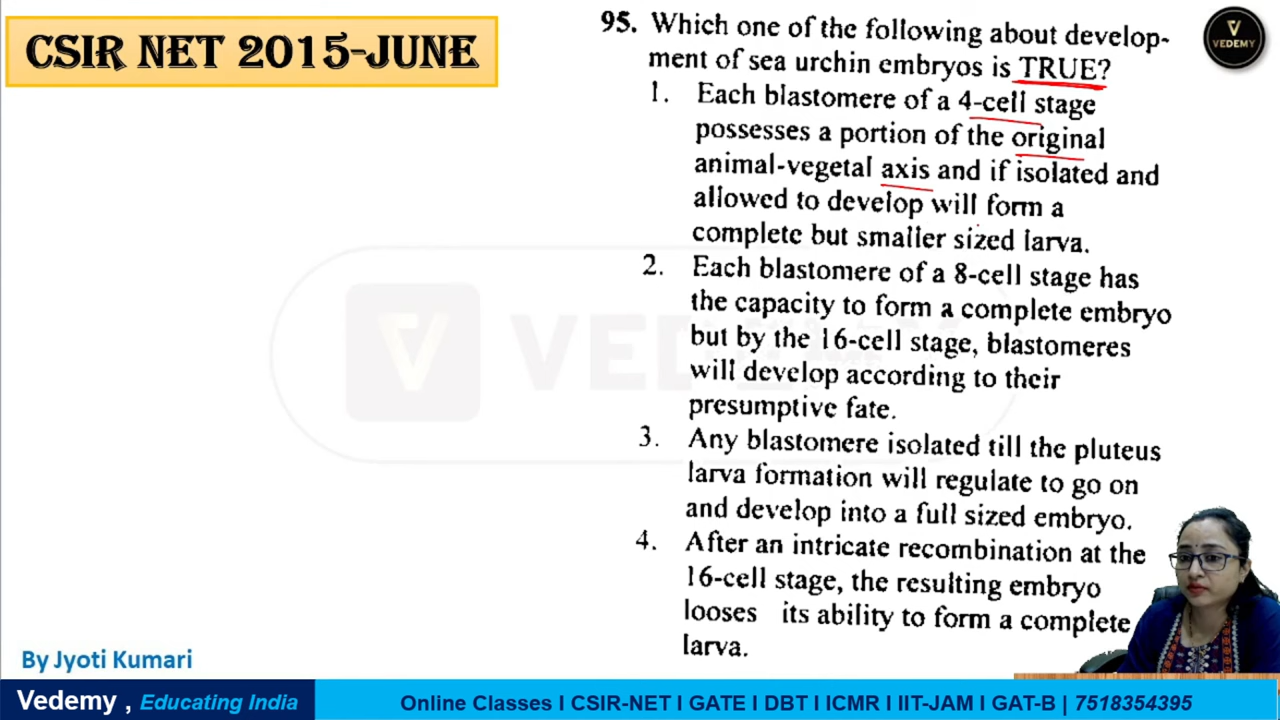 CSIR NET 2015-JUNE
95. Which one of the following about develop-
ment of sea urchin embryos is TRUE?
1. Each blastomere of a 4-cell stage
possesses a portion of the original
animal-vegetal axis and if isolated and
allowed to develop will form a
complete but smaller sized larva.
2. Each blastomere of a 8-cell stage has
the capacity to form a complete embryo
but by the 16-cell stage, blastomeres
will develop according to their
presumptive fate.
3. Any blastomere isolated till the pluteus
larva formation will regulate to go on
and develop into a full sized embryo.
4. After an intricate recombination at the
16-cell stage, the resulting embryo
looses its ability to form a complete
larva.
VEDEMY
By Jyoti Kumari
Vedemy , Educating India
Online Classes I CSIR-NET I GATE I DBT I ICMR I IIT-JAM I GAT-B | 7518354395